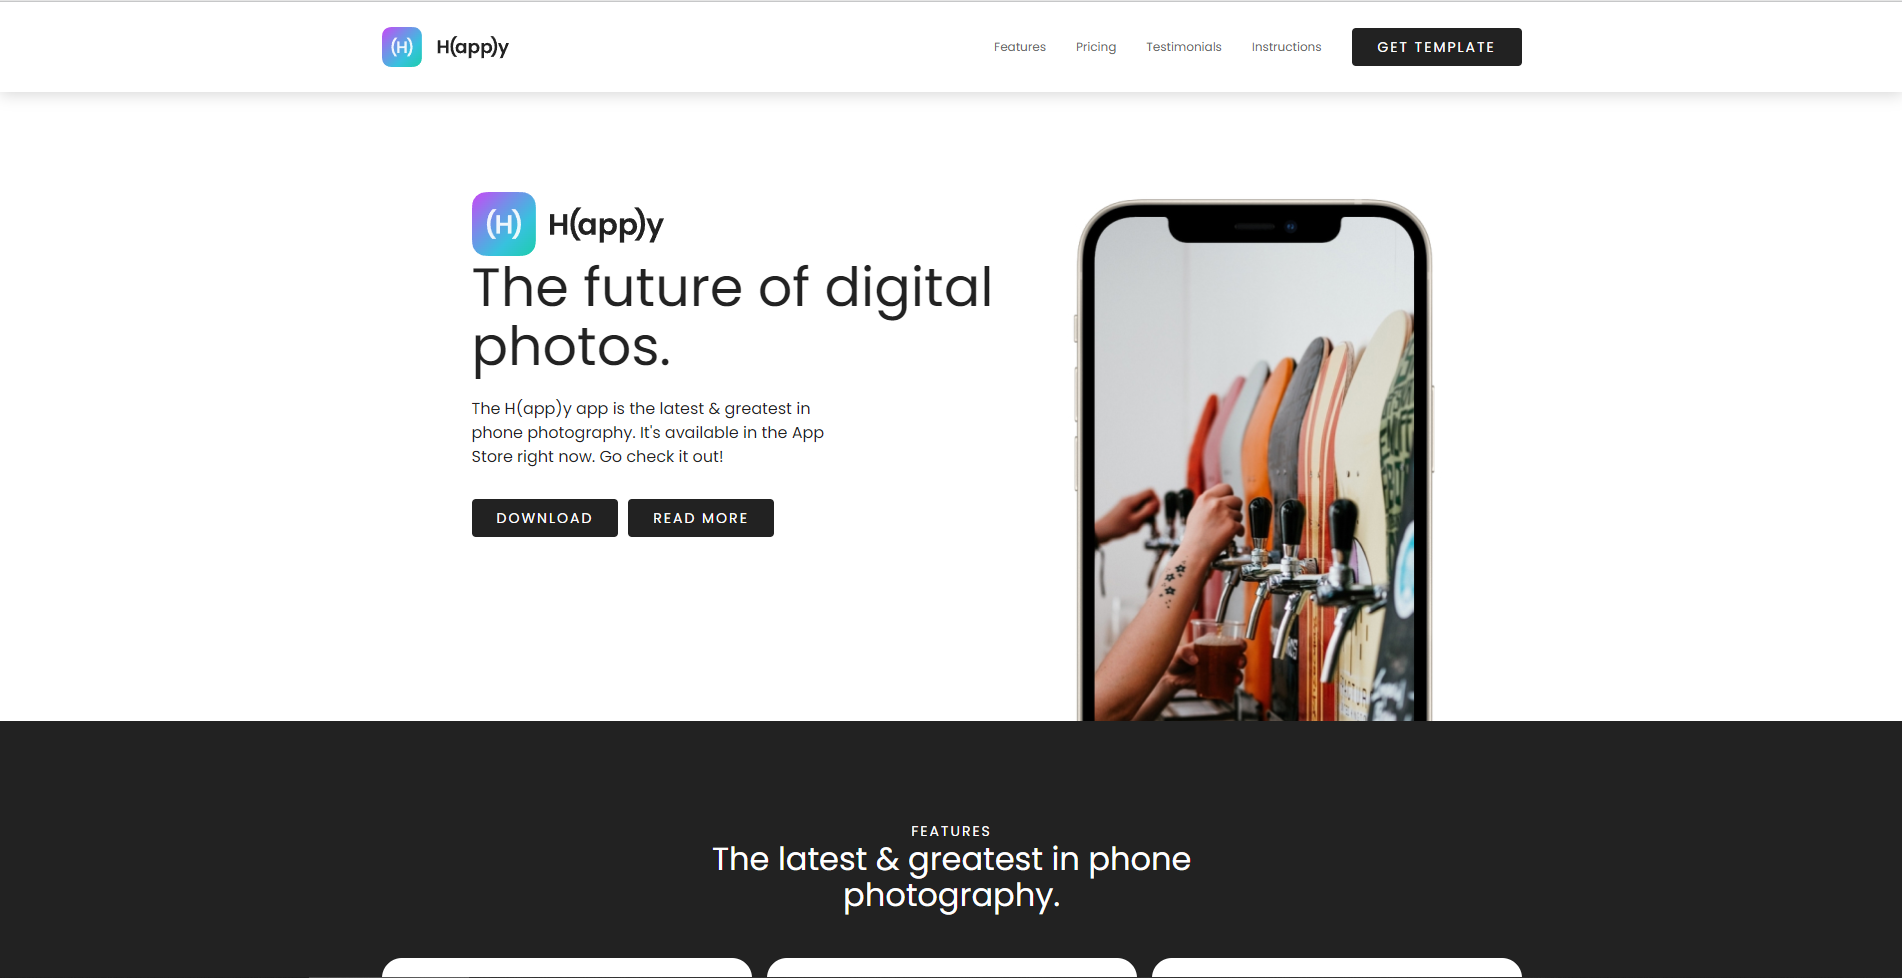 (H) H(app)y
Features Pricing Testimonials Instructions GET TEMPLATE
(H) H(app)y
The future of digital
photos.
The H(app)y app is the latest & greatest in
phone photography. It's available in the App
Store right now. Go check it out!
DOWNLOAD READ MORE
FEATURES
The latest & greatest in phone
photography.